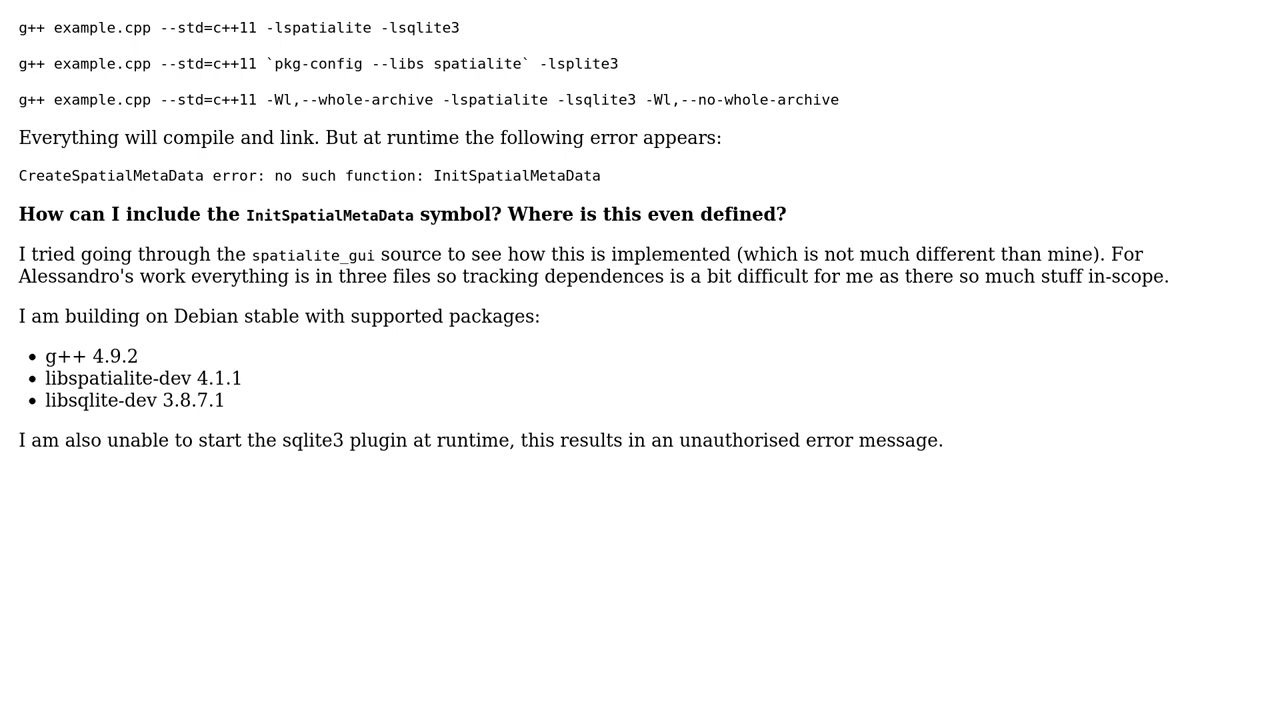 g++ example.cpp --std=c++11 -lspatialite -lsqlite3
g++ example.cpp --std=c++11 `pkg-config --libs spatialite` -lsplite3
g++ example.cpp --std=c++11 -Wl,--whole-archive -lspatialite -lsqlite3 -Wl,--no-whole-archive
Everything will compile and link. But at runtime the following error appears:
CreateSpatialMetaData error: no such function: InitSpatialMetaData
How can I include the InitSpatialMetaData symbol? Where is this even defined?
I tried going through the spatialite_gui source to see how this is implemented (which is not much different than mine). For
Alessandro's work everything is in three files so tracking dependences is a bit difficult for me as there so much stuff in-scope.
I am building on Debian stable with supported packages:
• g++ 4.9.2
• libspatialite-dev 4.1.1
• libsqlite-dev 3.8.7.1
I am also unable to start the sqlite3 plugin at runtime, this results in an unauthorised error message.